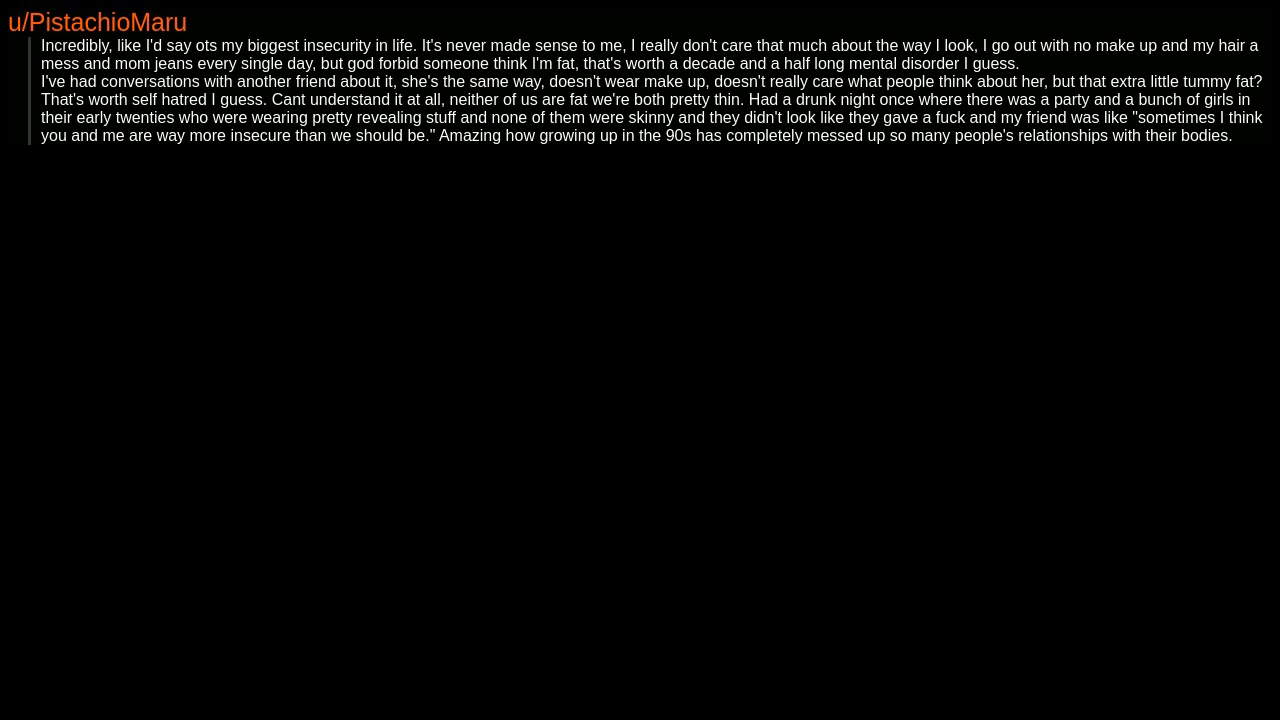 u/PistachioMaru
Incredibly, like I'd say ots my biggest insecurity in life. It's never made sense to me, I really don't care that much about the way I look, I go out with no make up and my hair a
mess and mom jeans every single day, but god forbid someone think I'm fat, that's worth a decade and a half long mental disorder I guess.
I've had conversations with another friend about it, she's the same way, doesn't wear make up, doesn't really care what people think about her, but that extra little tummy fat?
That's worth self hatred I guess. Cant understand it at all, neither of us are fat we're both pretty thin. Had a drunk night once where there was a party and a bunch of girls in
their early twenties who were wearing pretty revealing stuff and none of them were skinny and they didn't look like they gave a fuck and my friend was like "sometimes I think
you and me are way more insecure than we should be." Amazing how growing up in the 90s has completely messed up so many people's relationships with their bodies.